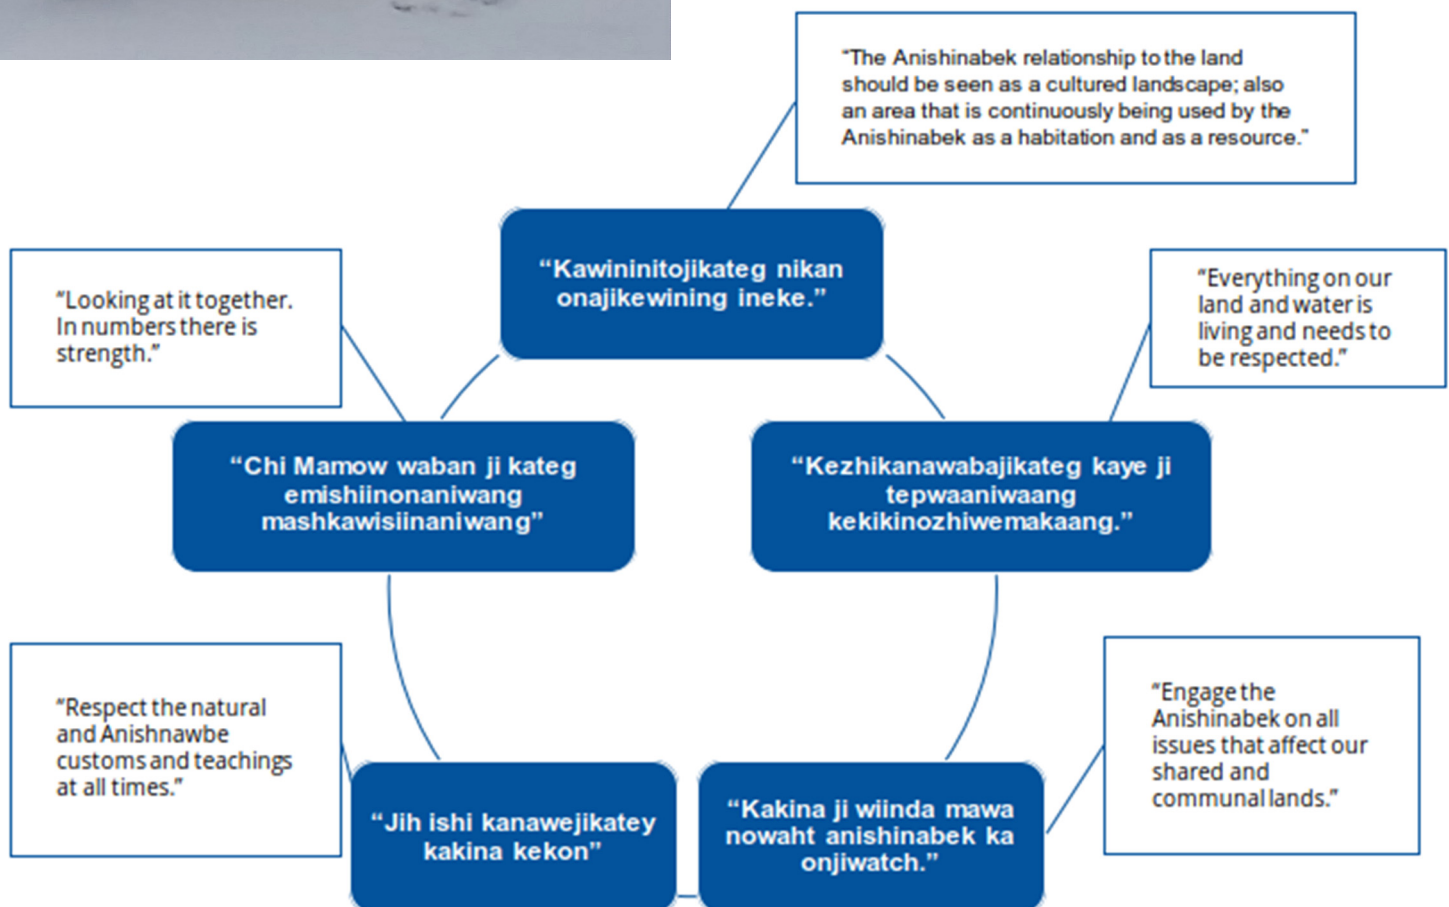 “The Anishinabek relationship to the land
should be seen as a cultured landscape; also
an area that is continuously being used by the
Anishinabek as a habitation and as a resource.”
“Kawininitojikateg nikan
onajikewining ineke.”
“Looking at it together.
In numbers there is
strength.”
“Everything on our
land and water is
living and needs to
be respected.”
“Chi Mamow waban ji kateg
emishiinonaniwang
mashkawisiinaniwang”
“Kezhikanawabajikateg kaye ji
tepwaaniwaang
kekikinozhiwemakaang.”
“Respect the natural
and Anishnawbe
customs and teachings
at all times.”
“Engage the
Anishinabek on all
issues that affect our
shared and
communal lands.”
“Jih ishi kanawejikatey
kakina kekon”
“Kakina ji wiinda mawa
nowaht anishinabek ka
onjiwatch.”